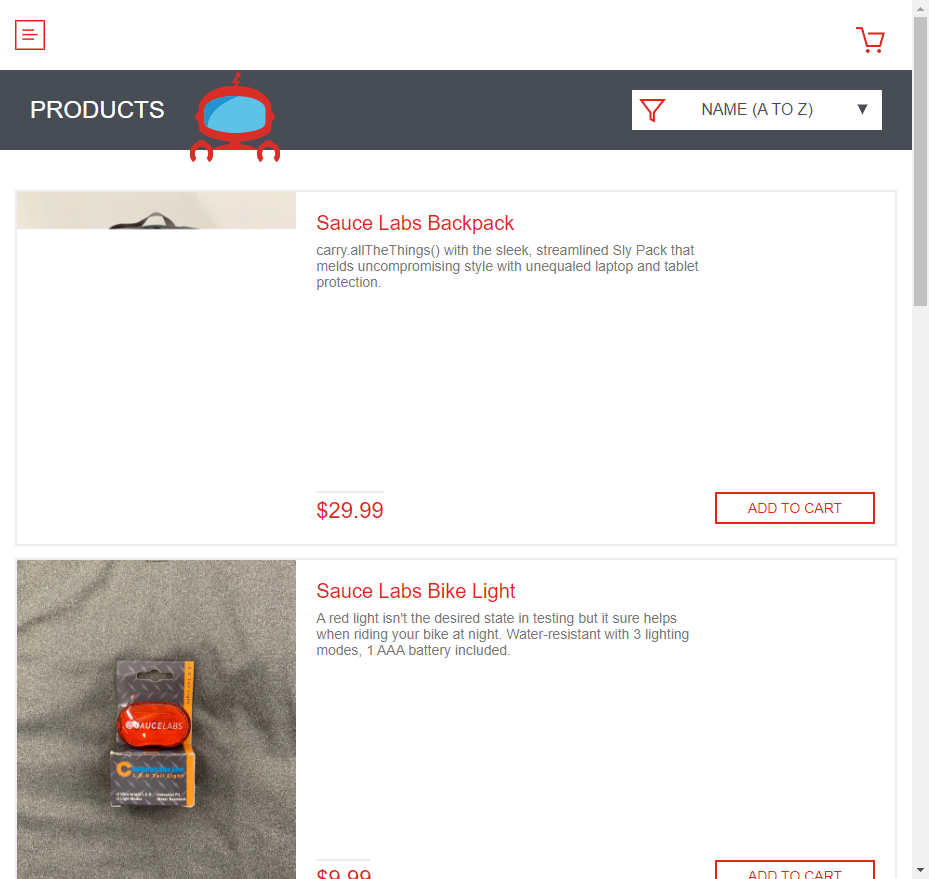 PRODUCTS
NAME (A TO Z) ▼
Sauce Labs Backpack
carry.allTheThings() with the sleek, streamlined Sly Pack that
melds uncompromising style with unequaled laptop and tablet
protection.
$29.99
ADD TO CART
Sauce Labs Bike Light
A red light isn't the desired state in testing but it sure helps
when riding your bike at night. Water-resistant with 3 lighting
modes, 1 AAA battery included.
SAUCELABS
L.E.D Tail Light
$9.99
ADD TO CART